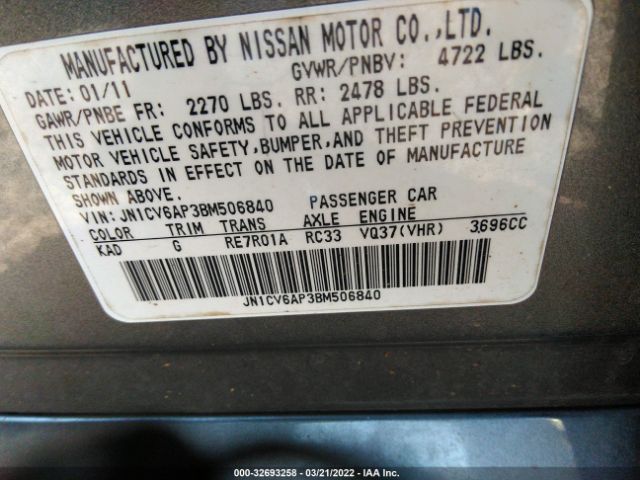 MANUFACTURED BY NISSAN MOTOR CO.,LTD.
DATE: 01/11 GVWR/PNBV: 4722 LBS.
GAWR/PNBE FR: 2270 LBS. RR: 2478 LBS.
THIS VEHICLE CONFORMS TO ALL APPLICABLE FEDERAL
MOTOR VEHICLE SAFETY,BUMPER,AND THEFT PREVENTION
STANDARDS IN EFFECT ON THE DATE OF MANUFACTURE
SHOWN ABOVE.
VIN: JN1CV6AP3BM506840 PASSENGER CAR
COLOR TRIM TRANS AXLE ENGINE
KAD G RE7R01A RC33 VQ37(VHR) 3696CC
JN1CV6AP3BM506840
000-32693258 - 03/21/2022 - IAA Inc.